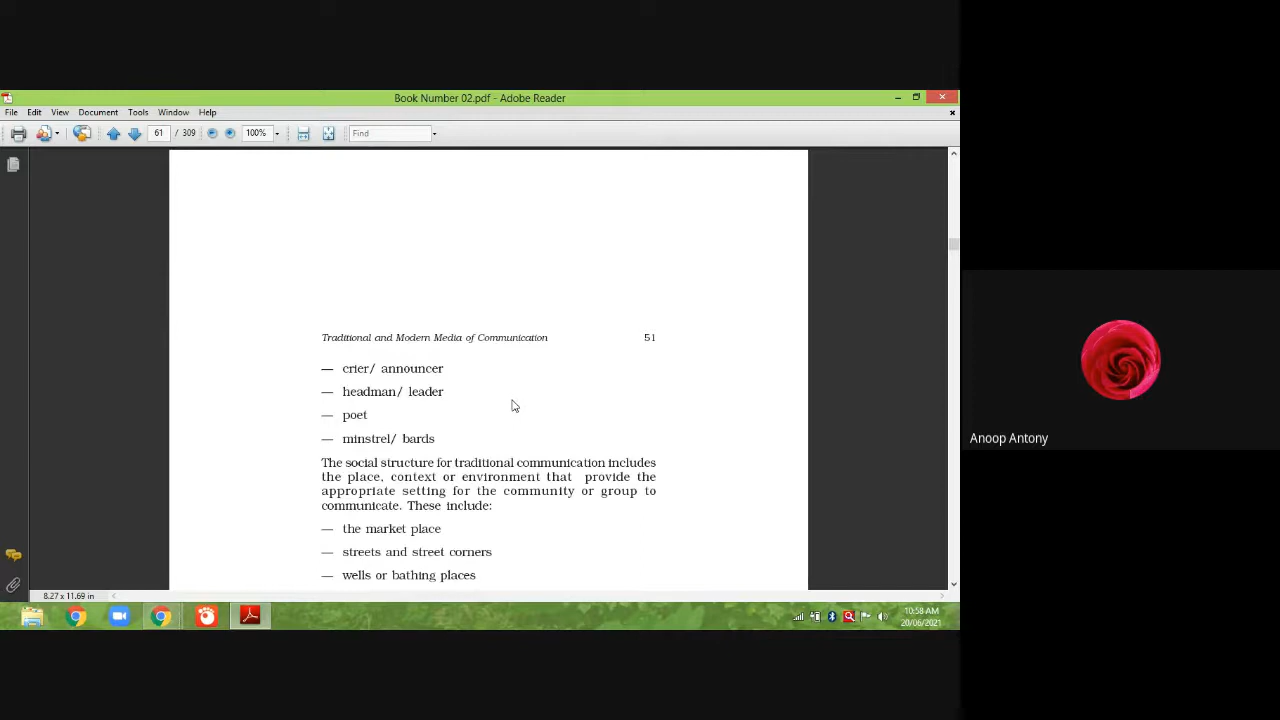 Book Number 02.pdf - Adobe Reader
File Edit View Document Tools Window Help
61 / 309 100% Find
Traditional and Modern Media of Communication 51
— crier/ announcer
— headman/ leader
— poet
— minstrel/ bards
The social structure for traditional communication includes
the place, context or environment that provide the
appropriate setting for the community or group to
communicate. These include:
— the market place
— streets and street corners
— wells or bathing places
8.27 x 11.69 in
10:58 AM
20/06/2021
Anoop Antony